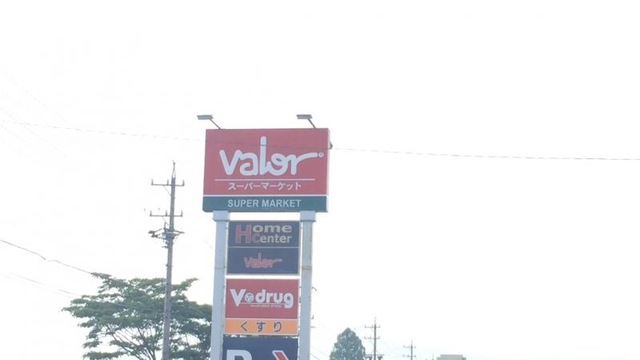 valor
スーパーマーケット
SUPER MARKET
Home
Center
valor
V drug
くすり